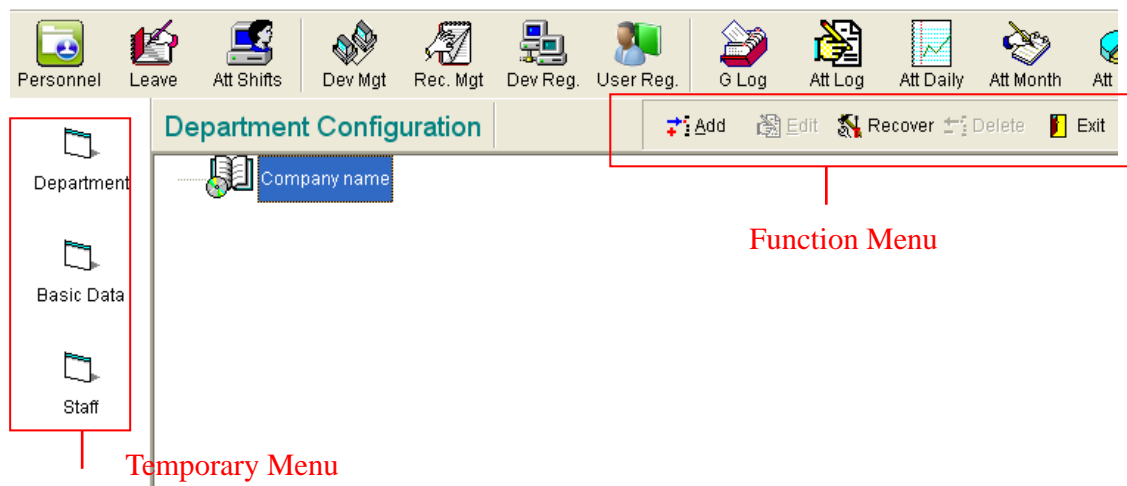 Personnel Leave Att Shifts Dev Mgt Rec. Mgt Dev Reg. User Reg. G Log Att Log Att Daily Att Month Att
Department Configuration Add Edit Recover Delete Exit
Department
Company name
Function Menu
Basic Data
Staff
Temporary Menu